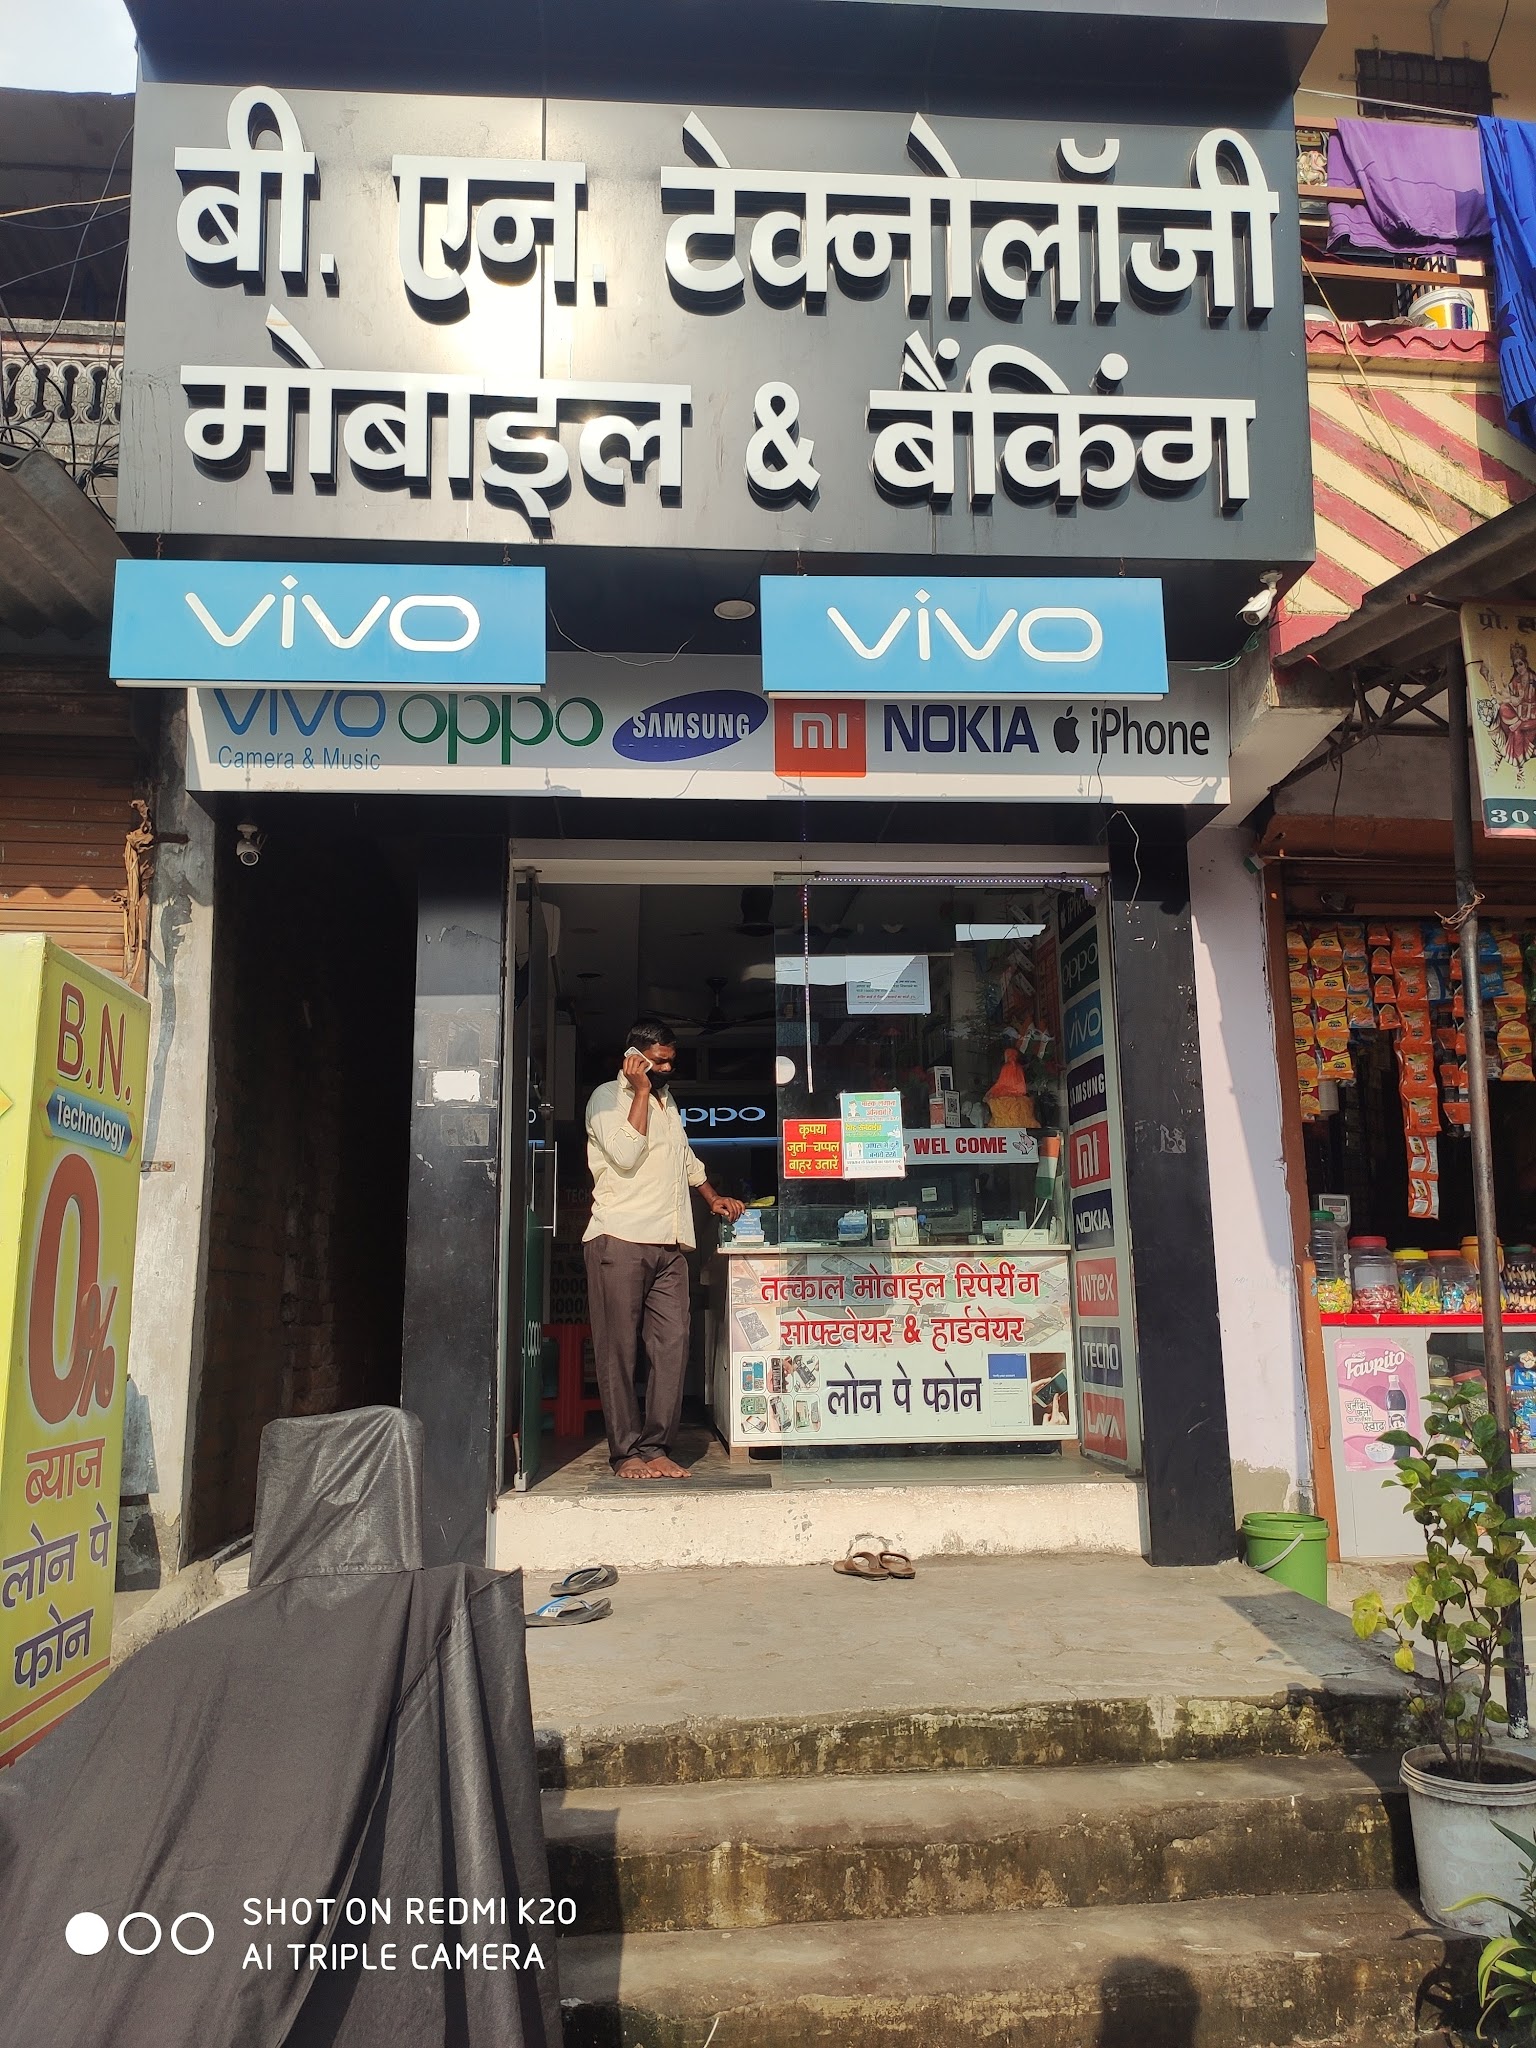 बी. एन. टेक्नोलॉजी
मोबाइल & बैंकिंग
vivo
vivo
vivo
Camera & Music
oppo
SAMSUNG
mi
NOKIA
iPhone
प्रो.
30
B.N.
Technology
0%
ब्याज
लोन पे
फोन
oppo
कृपया
जुता-चप्पल
बाहर उतारें
WEL COME
तत्काल मोबाईल रिपेरींग
सोफ्टवेयर & हार्डवेयर
लोन पे फोन
oppo
vivo
SAMSUNG
mi
NOKIA
INTEX
TECNO
LAVA
oppo
Favrito
SHOT ON REDMI K20
AI TRIPLE CAMERA